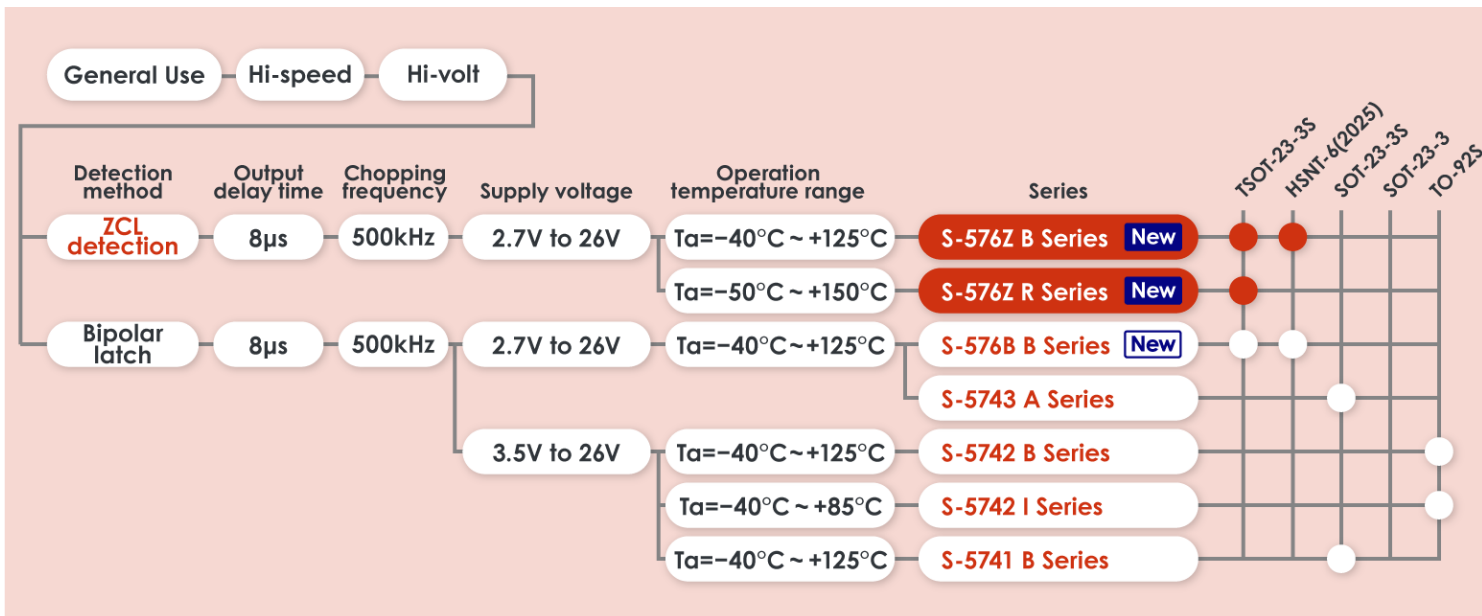 General Use
Hi-speed
Hi-volt
Detection
method
Output
delay time
Chopping
frequency
Supply voltage
Operation
temperature range
Series
TSOT-23-3S
HSNT-6(2025)
SOT-23-3S
SOT-23-3
TO-92S
ZCL
detection
8μs
500kHz
2.7V to 26V
Ta=−40°C ~ +125°C
S-576Z B Series
New
Ta=−50°C ~ +150°C
S-576Z R Series
New
Bipolar
latch
8μs
500kHz
2.7V to 26V
Ta=−40°C~+125°C
S-576B B Series
New
S-5743 A Series
3.5V to 26V
Ta=−40°C~+125°C
S-5742 B Series
Ta=−40°C ~ +85°C
S-5742 I Series
Ta=−40°C ~ +125°C
S-5741 B Series